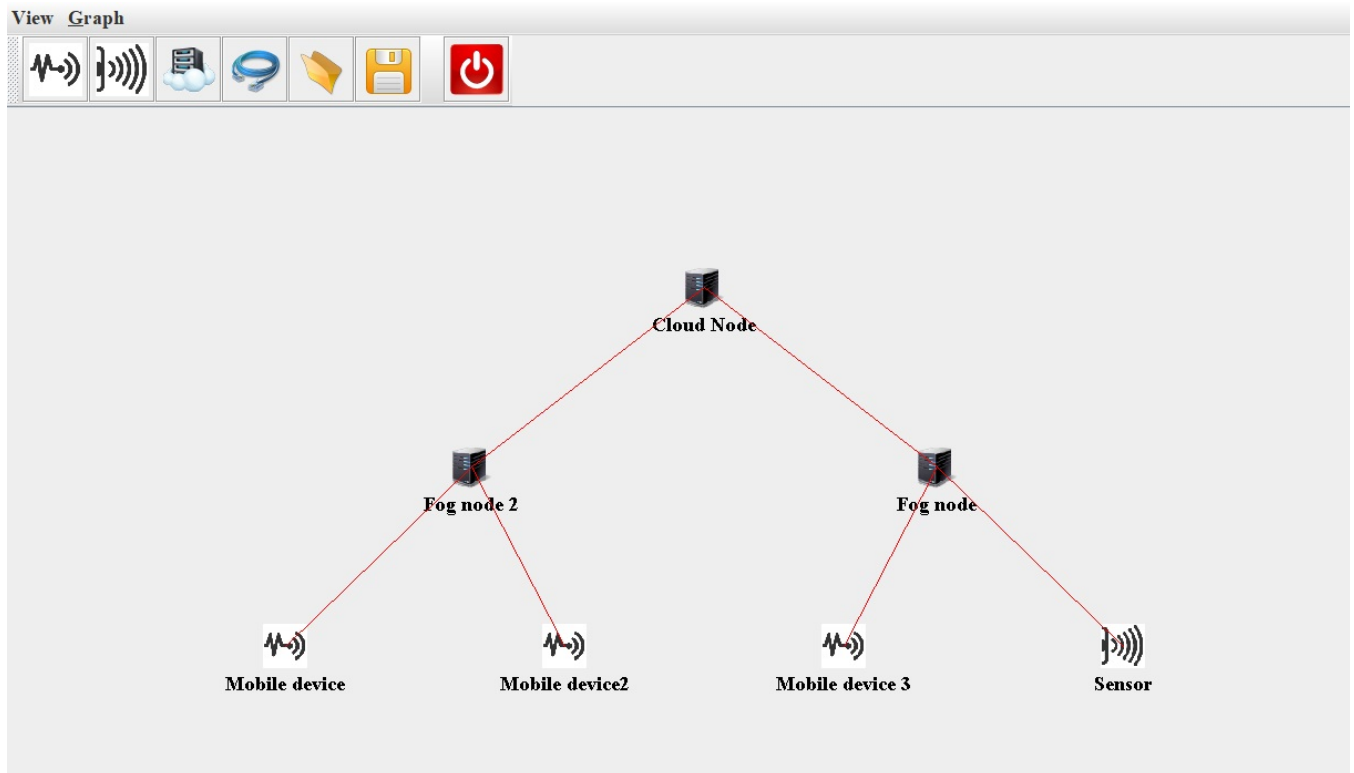 View Graph
Cloud Node
Fog node 2
Fog node
Mobile device
Mobile device2
Mobile device 3
Sensor